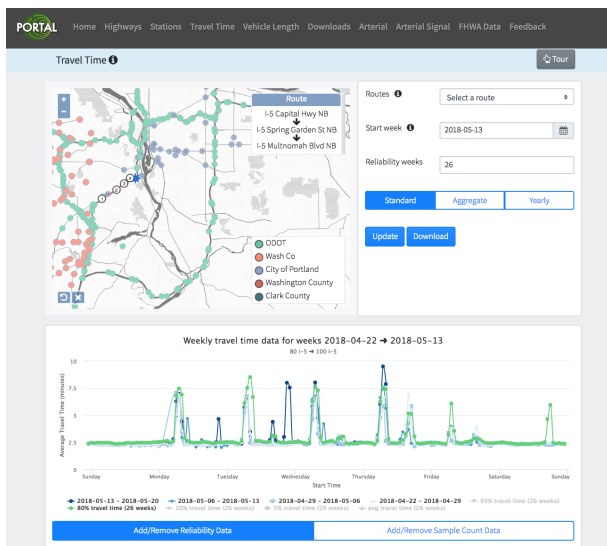 PORTAL Home Highways Stations Travel Time Vehicle Length Downloads Arterial Arterial Signal FHWA Data Feedback
Travel Time
Tour
+
−
Route
I-5 Capital Hwy NB
I-5 Spring Garden St NB
I-5 Multnomah Blvd NB
1 2 3 4
ODOT
Wash Co
City of Portland
Washington County
Clark County
Routes Select a route
Start week 2018-05-13
Reliability weeks 26
Standard Aggregate Yearly
Update Download
Weekly travel time data for weeks 2018-04-22 → 2018-05-13
80 I-5 → 100 I-5
Average Travel Time (minutes)
10
7.5
5
2.5
0
Sunday Monday Tuesday Wednesday Thursday Friday Saturday Sunday
Start Time
2018-05-13 - 2018-05-20 2018-05-06 - 2018-05-13 2018-04-29 - 2018-05-06 2018-04-22 - 2018-04-29 95% travel time (26 weeks)
80% travel time (26 weeks) 20% travel time (26 weeks) 5% travel time (26 weeks) avg travel time (26 weeks)
Add/Remove Reliability Data Add/Remove Sample Count Data